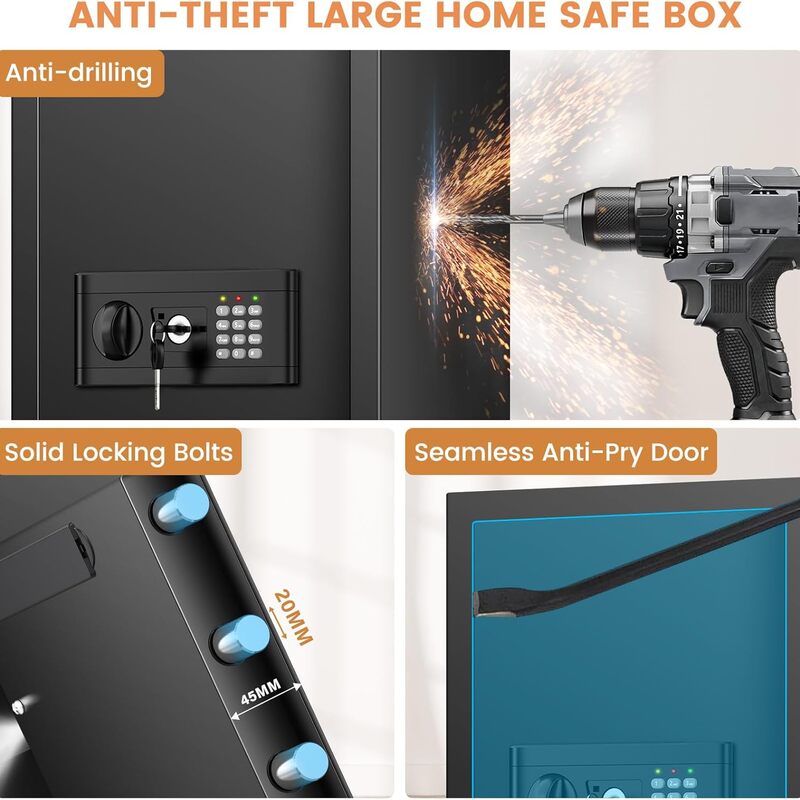 ANTI-THEFT LARGE HOME SAFE BOX
Anti-drilling
17•19•21•
Solid Locking Bolts
20MM
45MM
Seamless Anti-Pry Door